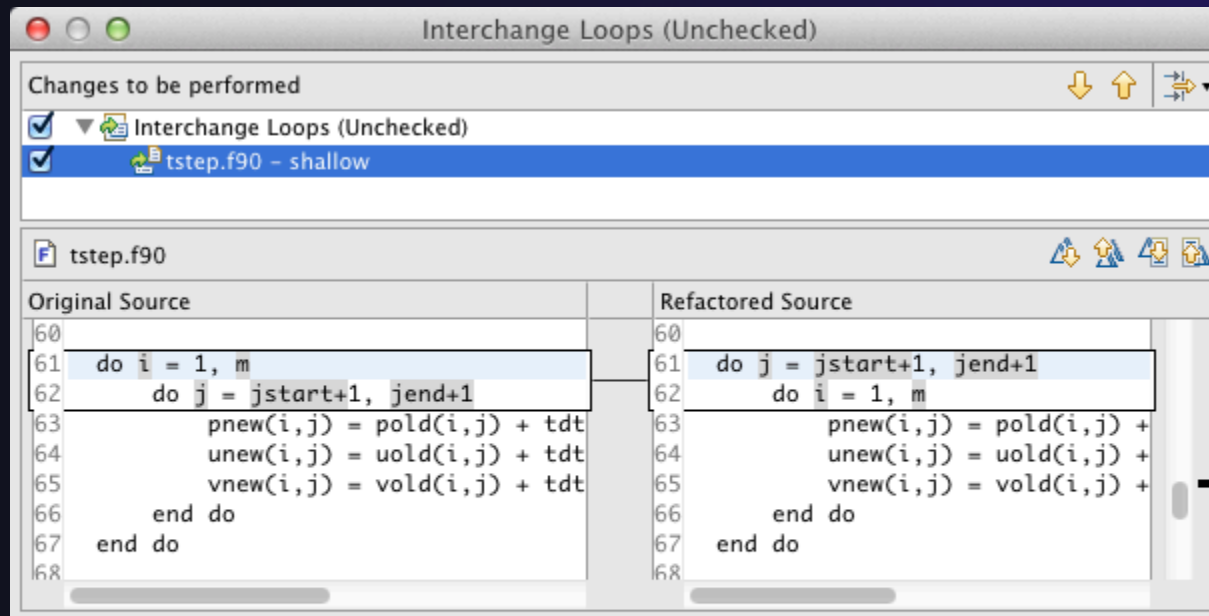 Interchange Loops (Unchecked)
Changes to be performed
Interchange Loops (Unchecked)
tstep.f90 – shallow
F tstep.f90
Original Source
60
61 do i = 1, m
62 do j = jstart+1, jend+1
63 pnew(i,j) = pold(i,j) + tdt
64 unew(i,j) = uold(i,j) + tdt
65 vnew(i,j) = vold(i,j) + tdt
66 end do
67 end do
68
Refactored Source
60
61 do j = jstart+1, jend+1
62 do i = 1, m
63 pnew(i,j) = pold(i,j) +
64 unew(i,j) = uold(i,j) +
65 vnew(i,j) = vold(i,j) +
66 end do
67 end do
68